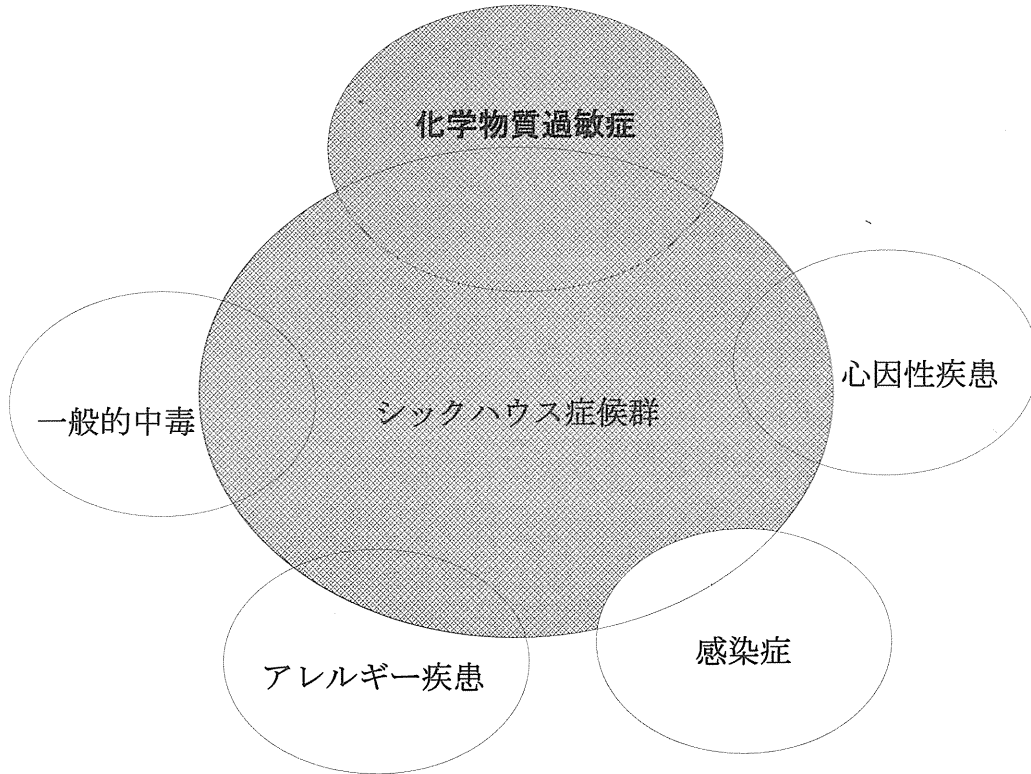 化学物質過敏症
心因性疾患
シックハウス症候群
一般的中毒
感染症
アレルギー疾患